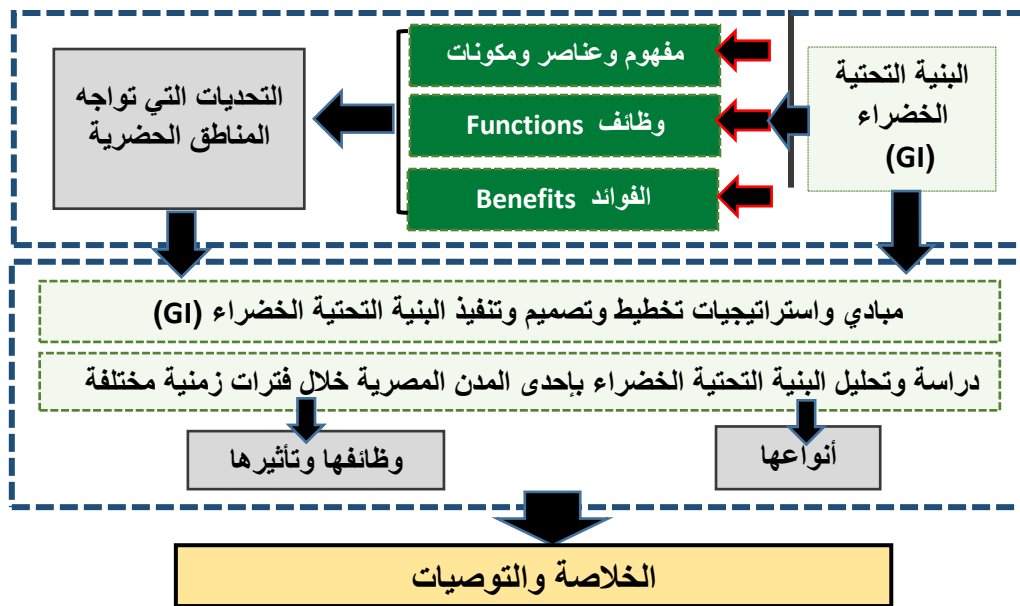 البنية التحتية
الخضراء
(GI)
مفهوم وعناصر ومكونات
وظائف Functions
الفوائد Benefits
التحديات التي تواجه
المناطق الحضرية
مبادي واستراتيجيات تخطيط وتصميم وتنفيذ البنية التحتية الخضراء (GI)
دراسة وتحليل البنية التحتية الخضراء بإحدى المدن المصرية خلال فترات زمنية مختلفة
أنواعها
وظائفها وتأثيرها
الخلاصة والتوصيات